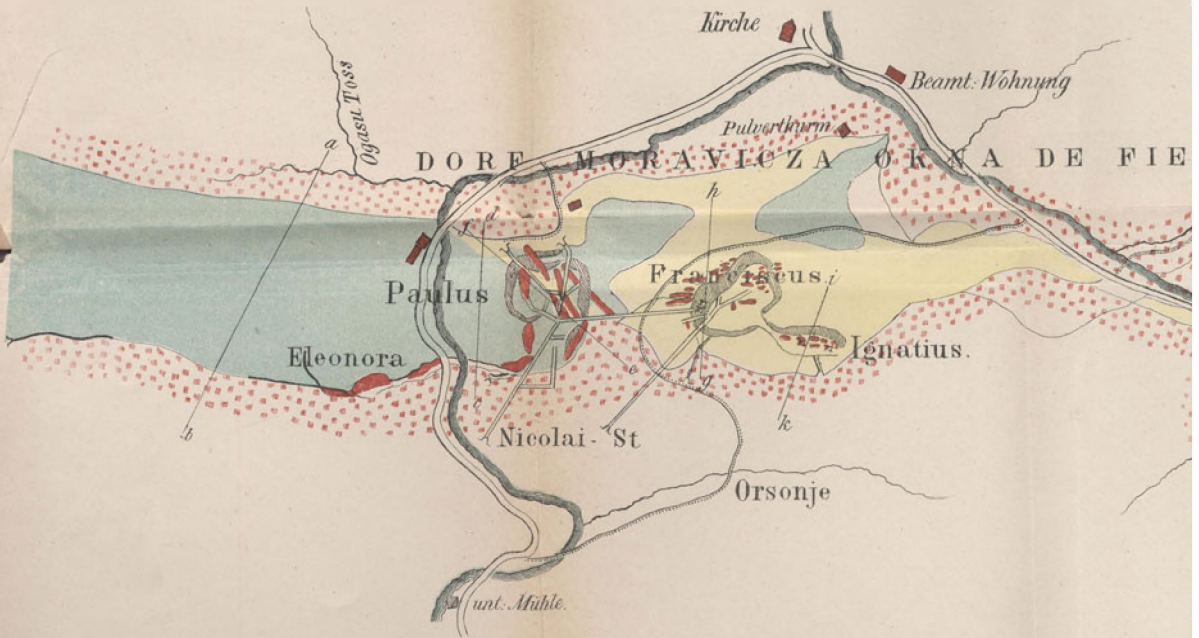 Kirche
Beamt: Wohnung
Ogasu Toss
Pulverthurm
a
DORF MORAVICZA OKNA DE FIE
h
d
f
Franciscus.
i
Paulus
Ignatius.
Eleonora
e
g
k
b
Nicolai-St
Orsonje
unt: Mühle.